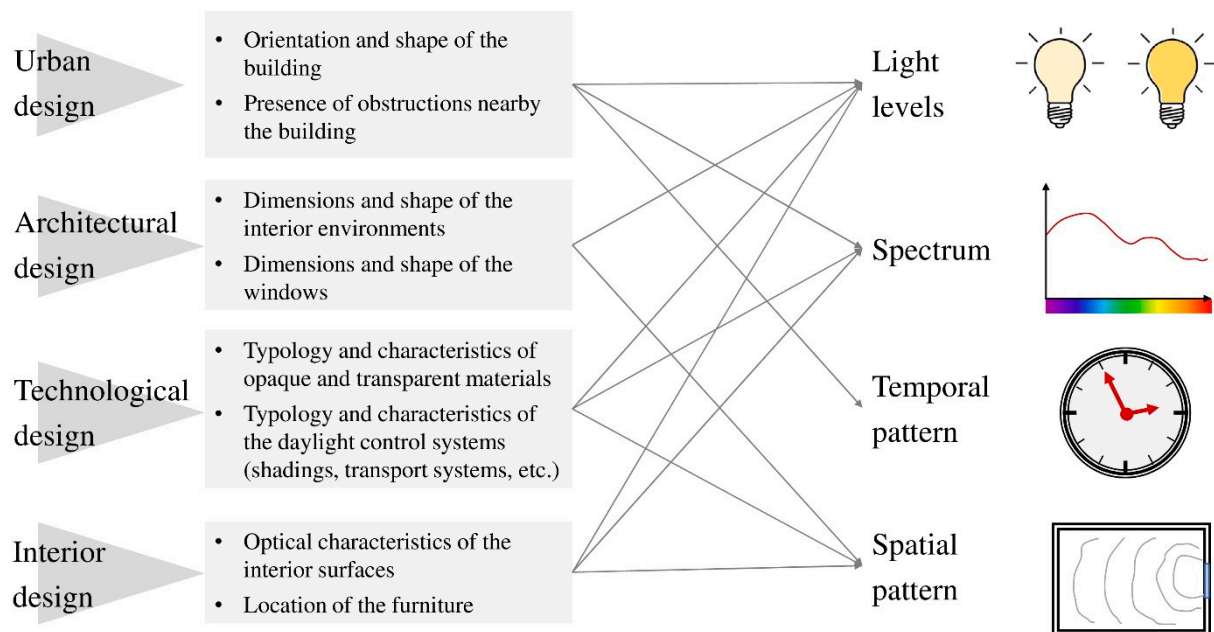 Urban
design
• Orientation and shape of the
building
• Presence of obstructions nearby
the building
Light
levels
Architectural
design
• Dimensions and shape of the
interior environments
• Dimensions and shape of the
windows
Spectrum
Technological
design
• Typology and characteristics of
opaque and transparent materials
• Typology and characteristics of
the daylight control systems
(shadings, transport systems, etc.)
Temporal
pattern
Interior
design
• Optical characteristics of the
interior surfaces
• Location of the furniture
Spatial
pattern